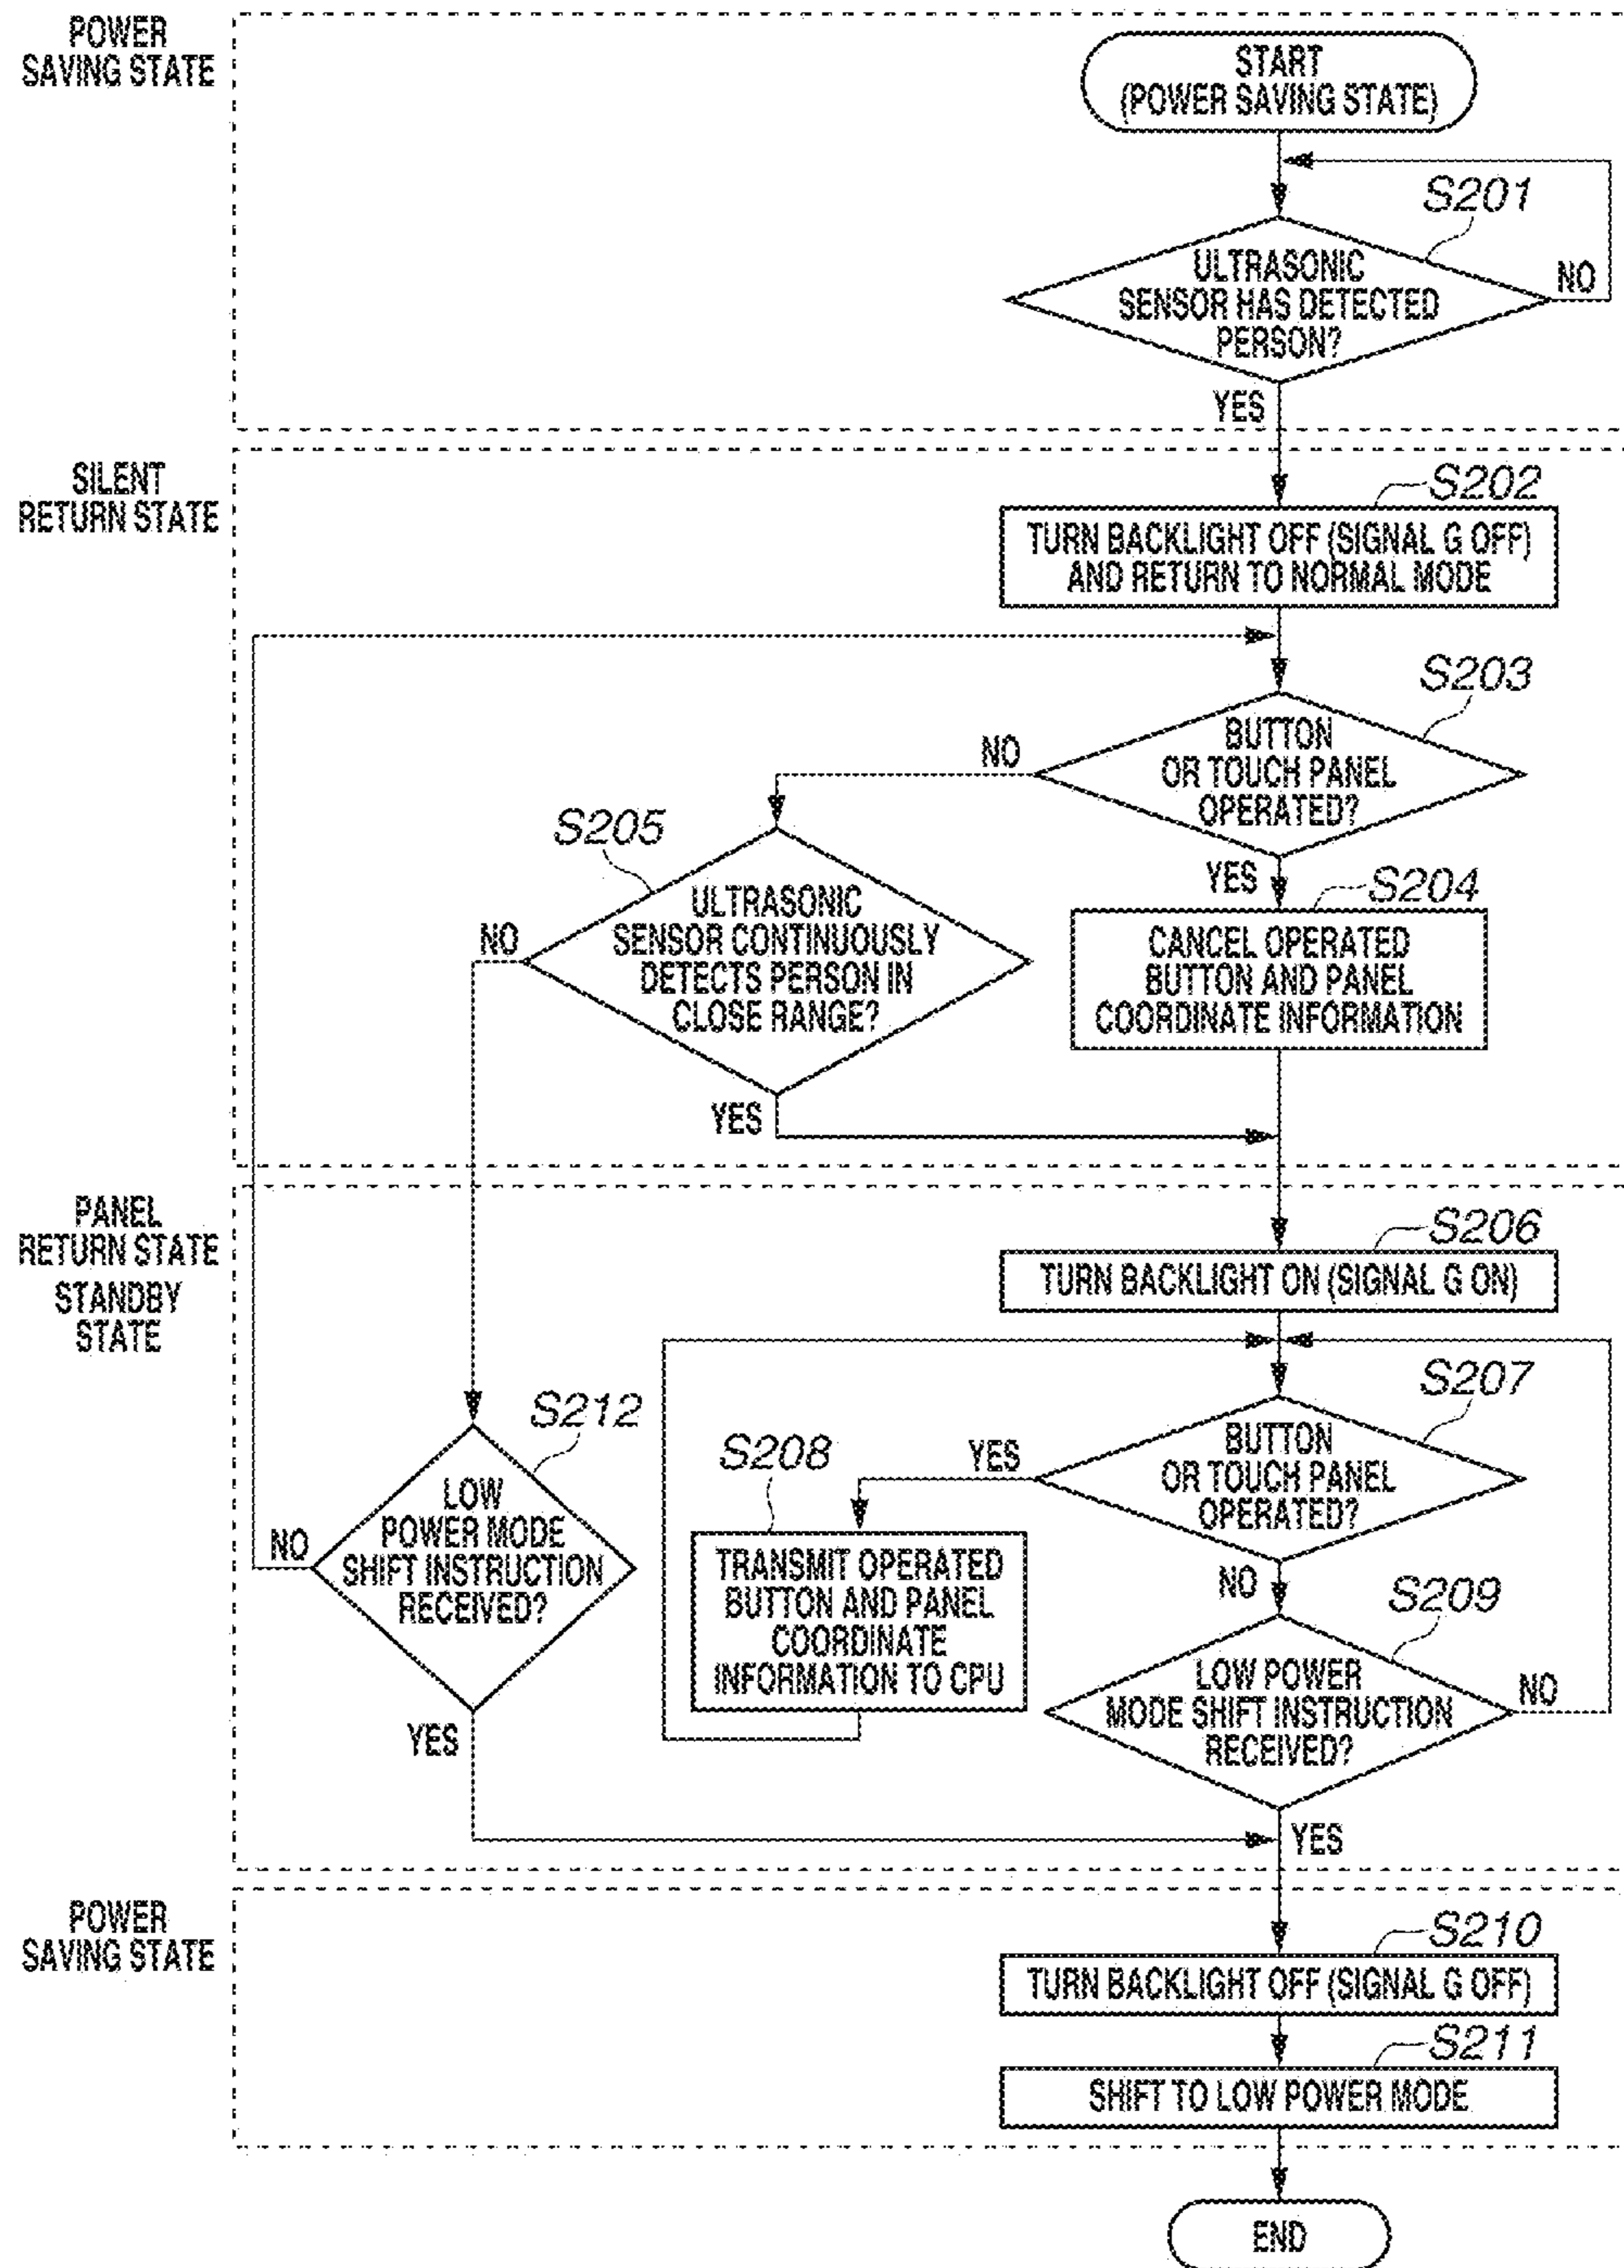 POWER
SAVING STATE
START
(POWER SAVING STATE)
S201
ULTRASONIC
SENSOR HAS DETECTED
PERSON?
NO
YES
SILENT
RETURN STATE
S202
TURN BACKLIGHT OFF (SIGNAL G OFF)
AND RETURN TO NORMAL MODE
S203
BUTTON
OR TOUCH PANEL
OPERATED?
NO
YES
S205
ULTRASONIC
SENSOR CONTINUOUSLY
DETECTS PERSON IN
CLOSE RANGE?
NO
YES
S204
CANCEL OPERATED
BUTTON AND PANEL
COORDINATE INFORMATION
PANEL
RETURN STATE
STANDBY
STATE
S206
TURN BACKLIGHT ON (SIGNAL G ON)
S207
BUTTON
OR TOUCH PANEL
OPERATED?
YES
NO
S208
TRANSMIT OPERATED
BUTTON AND PANEL
COORDINATE
INFORMATION TO CPU
S212
LOW
POWER MODE
SHIFT INSTRUCTION
RECEIVED?
NO
YES
S209
LOW POWER
MODE SHIFT INSTRUCTION
RECEIVED?
NO
YES
POWER
SAVING STATE
S210
TURN BACKLIGHT OFF (SIGNAL G OFF)
S211
SHIFT TO LOW POWER MODE
END